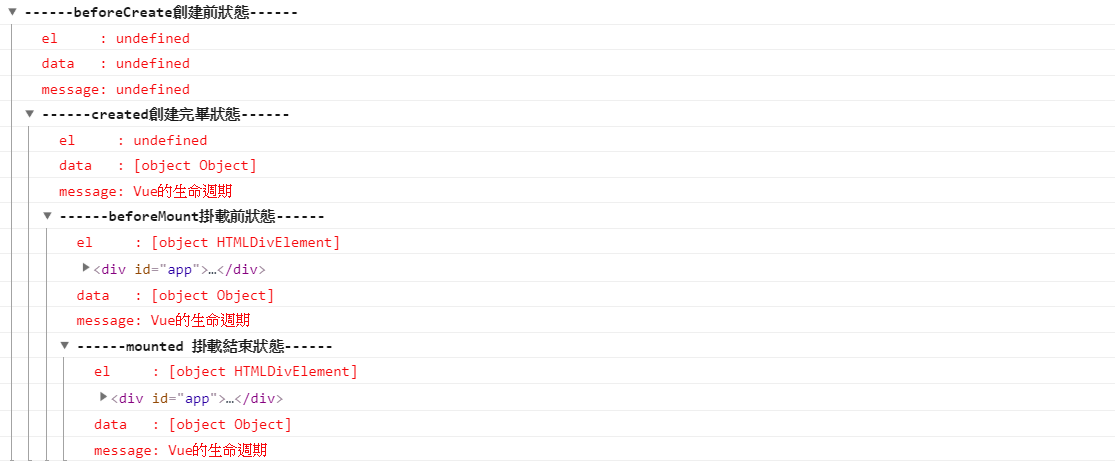 ------beforeCreate創建前狀態------
el     : undefined
data   : undefined
message: undefined
------created創建完畢狀態------
el     : undefined
data   : [object Object]
message: Vue的生命週期
------beforeMount掛載前狀態------
el     : [object HTMLDivElement]
<div id="app">…</div>
data   : [object Object]
message: Vue的生命週期
------mounted 掛載結束狀態------
el     : [object HTMLDivElement]
<div id="app">…</div>
data   : [object Object]
message: Vue的生命週期